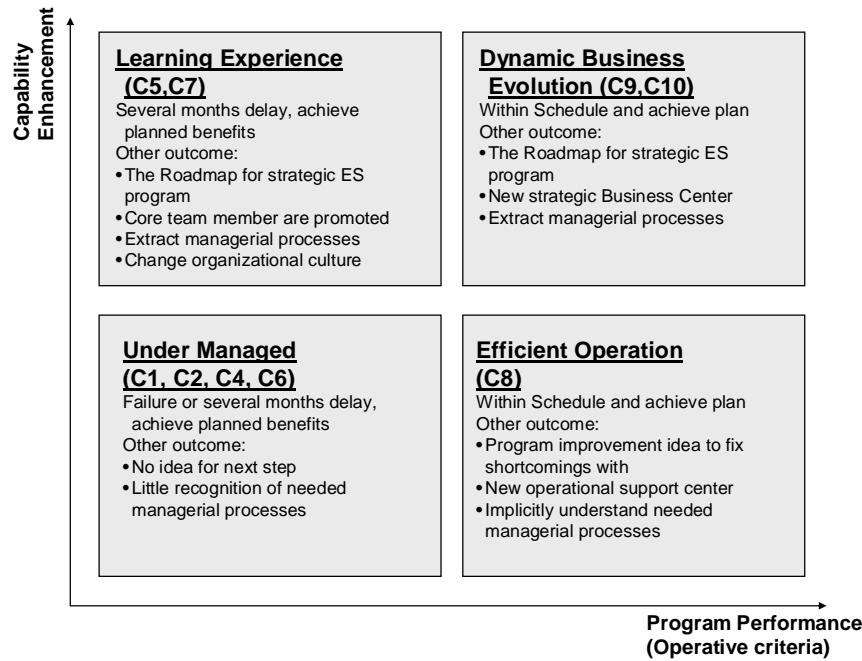 Capability
Enhancement
Learning Experience
(C5,C7)
Several months delay, achieve
planned benefits
Other outcome:
•The Roadmap for strategic ES
program
•Core team member are promoted
•Extract managerial processes
•Change organizational culture
Dynamic Business
Evolution (C9,C10)
Within Schedule and achieve plan
Other outcome:
•The Roadmap for strategic ES
program
•New strategic Business Center
•Extract managerial processes
Under Managed
(C1, C2, C4, C6)
Failure or several months delay,
achieve planned benefits
Other outcome:
•No idea for next step
•Little recognition of needed
managerial processes
Efficient Operation
(C8)
Within Schedule and achieve plan
Other outcome:
•Program improvement idea to fix
shortcomings with
•New operational support center
•Implicitly understand needed
managerial processes
Program Performance
(Operative criteria)